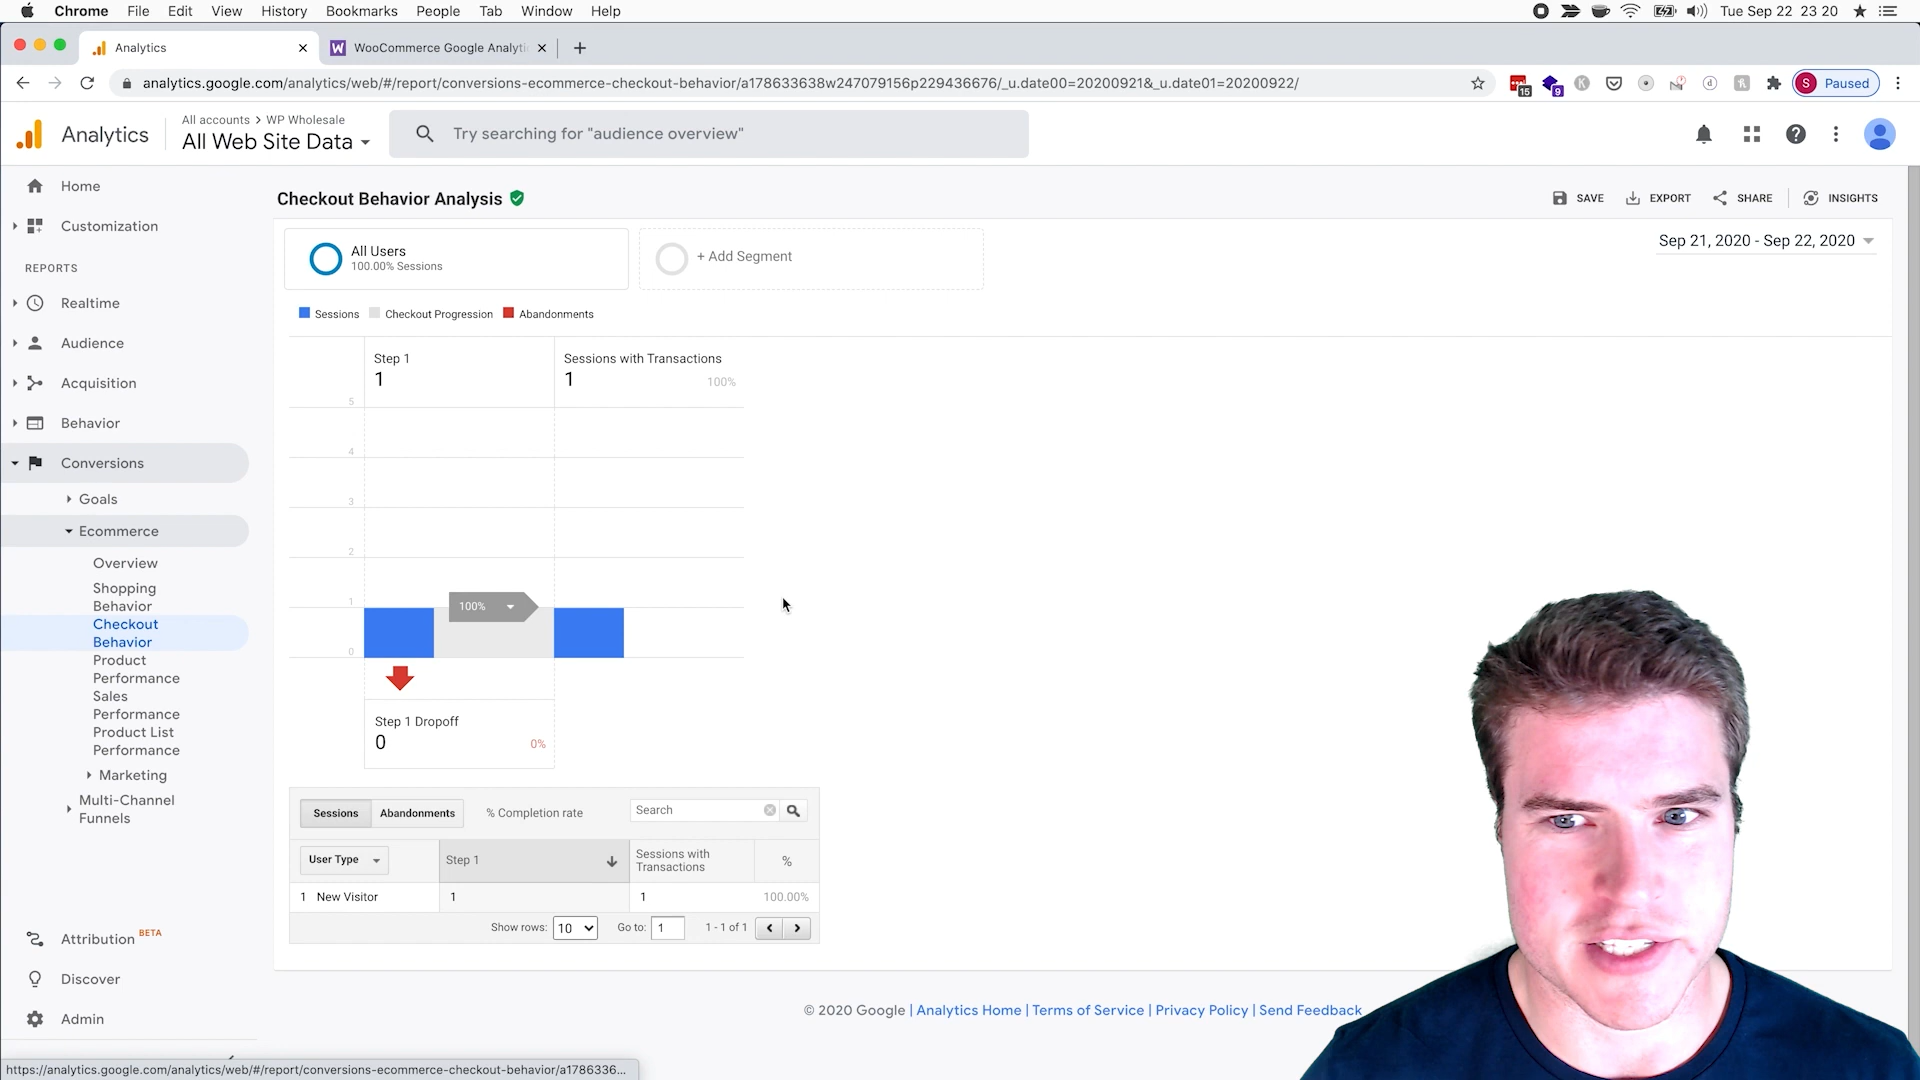 Chrome File Edit View History Bookmarks People Tab Window Help Tue Sep 22 23 20
Analytics WooCommerce Google Analyti
analytics.google.com/analytics/web/#/report/conversions-ecommerce-checkout-behavior/a178633638w247079156p229436676/_u.date00=20200921&_u.date01=20200922/ 15 9 S Paused
Analytics
All accounts > WP Wholesale
All Web Site Data
Try searching for "audience overview"
Home
Customization
REPORTS
Realtime
Audience
Acquisition
Behavior
Conversions
Goals
Ecommerce
Overview
Shopping
Behavior
Checkout
Behavior
Product
Performance
Sales
Performance
Product List
Performance
Marketing
Multi-Channel
Funnels
Attribution BETA
Discover
Admin
Checkout Behavior Analysis
SAVE EXPORT SHARE INSIGHTS
All Users
100.00% Sessions
+ Add Segment
Sep 21, 2020 - Sep 22, 2020
Sessions Checkout Progression Abandonments
Step 1 Sessions with Transactions
1 1 100%
5
4
3
2
1
0
100%
Step 1 Dropoff
0 0%
Sessions Abandonments % Completion rate Search
User Type Step 1 Sessions with
Transactions %
1 New Visitor 1 1 100.00%
Show rows: 10 Go to: 1 1 - 1 of 1
© 2020 Google | Analytics Home | Terms of Service | Privacy Policy | Send Feedback
https://analytics.google.com/analytics/web/#/report/conversions-ecommerce-checkout-behavior/a1786336...